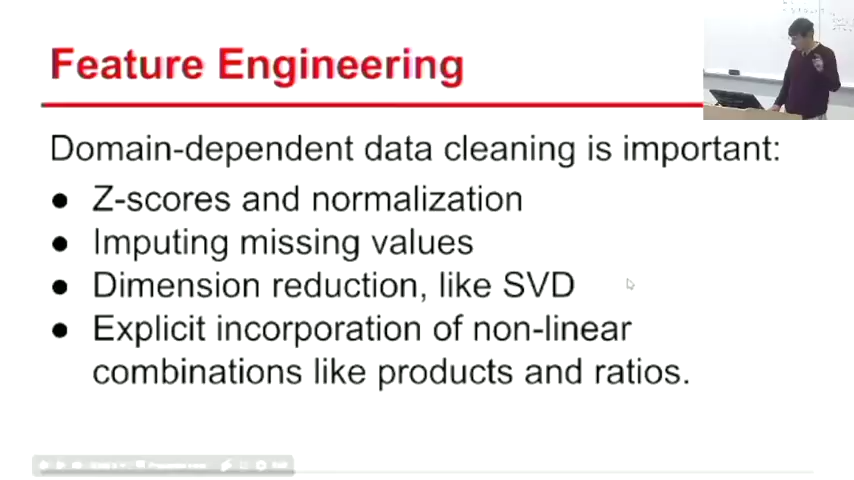 Feature Engineering
Domain-dependent data cleaning is important:
● Z-scores and normalization
● Imputing missing values
● Dimension reduction, like SVD
● Explicit incorporation of non-linear
combinations like products and ratios.